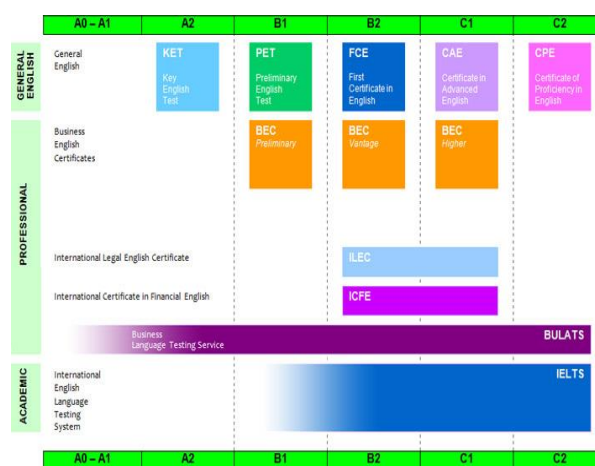 A0 – A1 A2 B1 B2 C1 C2
GENERAL
ENGLISH
General
English
KET
Key
English
Test
PET
Preliminary
English
Test
FCE
First
Certificate in
English
CAE
Certificate in
Advanced
English
CPE
Certificate of
Proficiency in
English
PROFESSIONAL
Business
English
Certificates
BEC
Preliminary
BEC
Vantage
BEC
Higher
International Legal English Certificate
ILEC
International Certificate in Financial English
ICFE
Business
Language Testing Service
BULATS
ACADEMIC
International
English
Language
Testing
System
IELTS
A0 – A1 A2 B1 B2 C1 C2